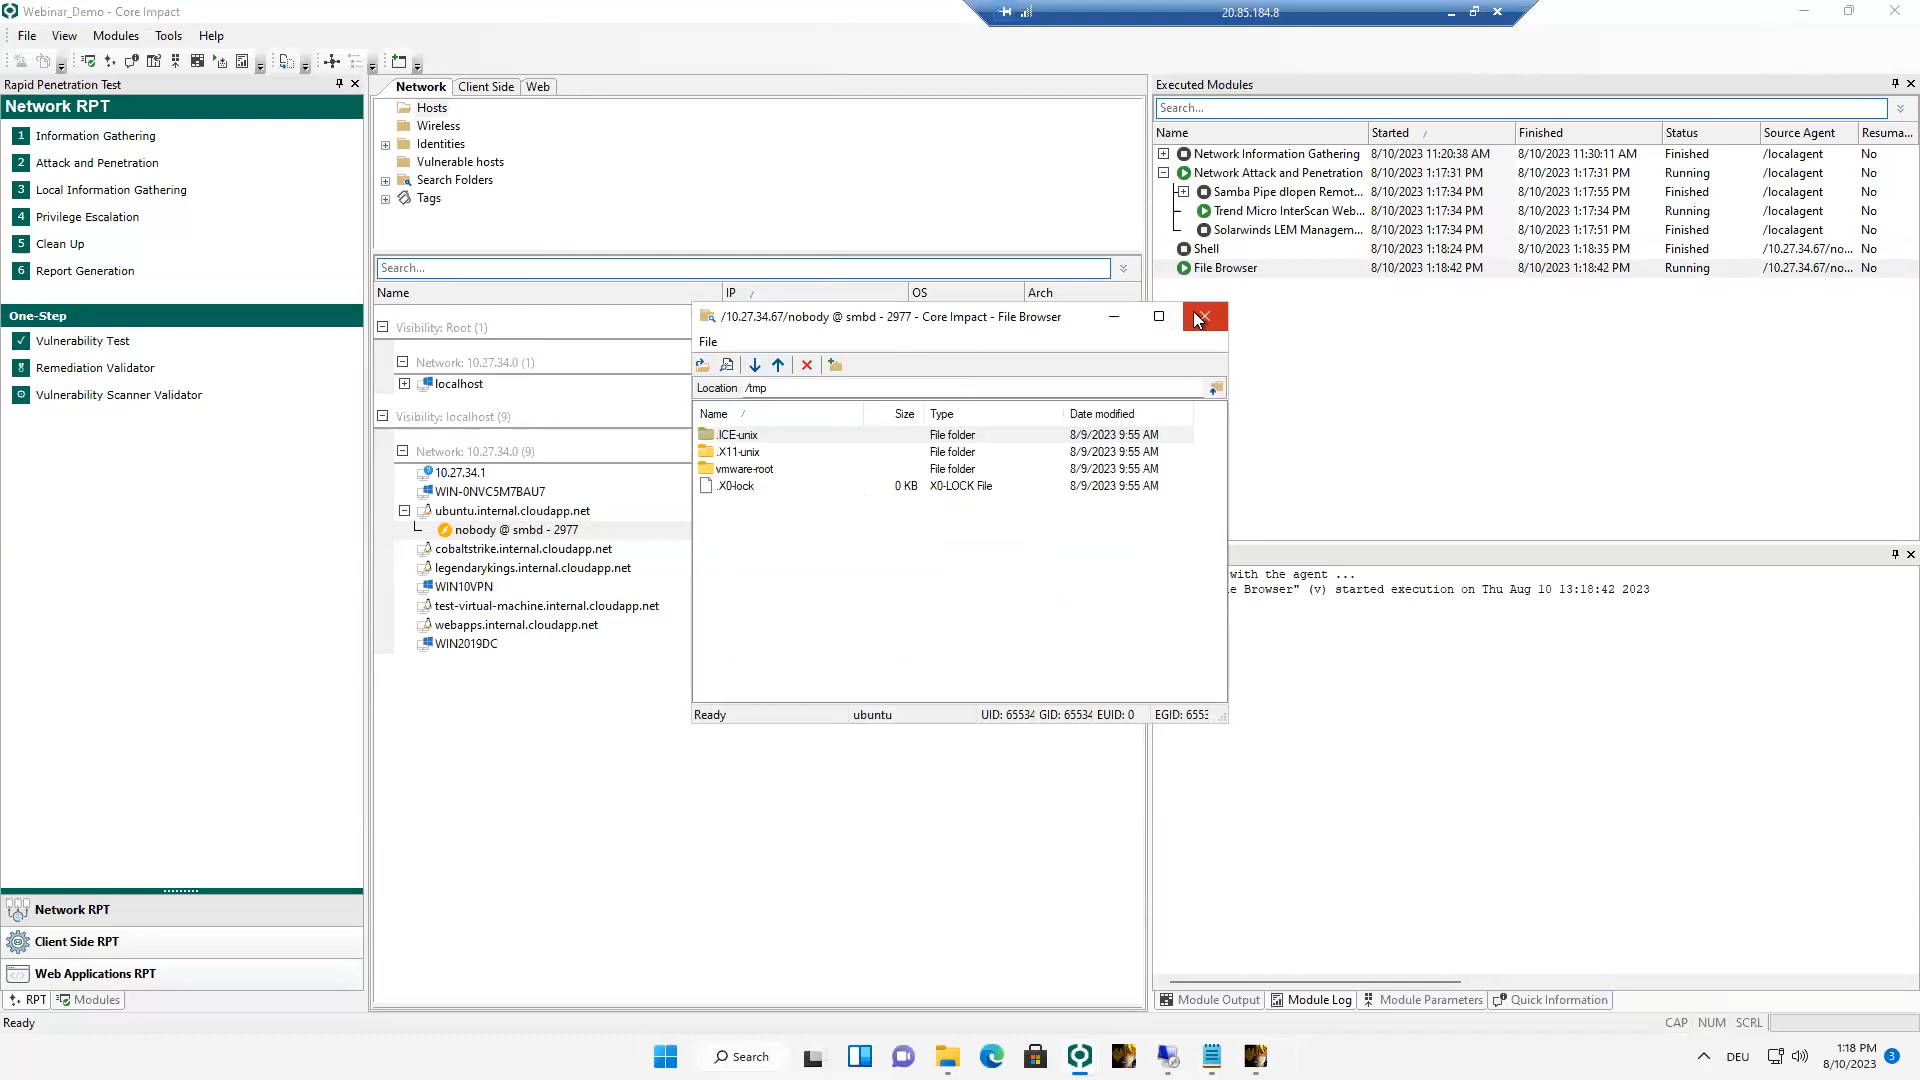 Webinar_Demo - Core Impact
20.85.184.8
File View Modules Tools Help
Rapid Penetration Test
Network RPT
1 Information Gathering
2 Attack and Penetration
3 Local Information Gathering
4 Privilege Escalation
5 Clean Up
6 Report Generation
One-Step
Vulnerability Test
Remediation Validator
Vulnerability Scanner Validator
Network RPT
Client Side RPT
Web Applications RPT
RPT Modules
Ready
Network Client Side Web
Hosts
Wireless
Identities
Vulnerable hosts
Search Folders
Tags
Search...
Name IP OS Arch
Visibility: Root (1)
Network: 10.27.34.0 (1)
localhost
Visibility: localhost (9)
Network: 10.27.34.0 (9)
10.27.34.1
WIN-0NVC5M7BAU7
ubuntu.internal.cloudapp.net
nobody @ smbd - 2977
cobaltstrike.internal.cloudapp.net
legendarykings.internal.cloudapp.net
WIN10VPN
test-virtual-machine.internal.cloudapp.net
webapps.internal.cloudapp.net
WIN2019DC
/10.27.34.67/nobody @ smbd - 2977 - Core Impact - File Browser
File
Location /tmp
Name Size Type Date modified
.ICE-unix File folder 8/9/2023 9:55 AM
.X11-unix File folder 8/9/2023 9:55 AM
vmware-root File folder 8/9/2023 9:55 AM
.X0-lock 0 KB X0-LOCK File 8/9/2023 9:55 AM
Ready ubuntu UID: 65534 GID: 65534 EUID: 0 EGID: 6553
Executed Modules
Search...
Name Started Finished Status Source Agent Resuma...
Network Information Gathering 8/10/2023 11:20:38 AM 8/10/2023 11:30:11 AM Finished /localagent No
Network Attack and Penetration 8/10/2023 1:17:31 PM 8/10/2023 1:17:31 PM Running /localagent No
Samba Pipe dlopen Remot... 8/10/2023 1:17:34 PM 8/10/2023 1:17:55 PM Finished /localagent No
Trend Micro InterScan Web... 8/10/2023 1:17:34 PM 8/10/2023 1:17:34 PM Running /localagent No
Solarwinds LEM Managem... 8/10/2023 1:17:34 PM 8/10/2023 1:17:51 PM Finished /localagent No
Shell 8/10/2023 1:18:24 PM 8/10/2023 1:18:35 PM Finished /10.27.34.67/no... No
File Browser 8/10/2023 1:18:42 PM 8/10/2023 1:18:42 PM Running /10.27.34.67/no... No
with the agent ...
e Browser" (v) started execution on Thu Aug 10 13:18:42 2023
Module Output Module Log Module Parameters Quick Information
CAP NUM SCRL
Search
DEU
1:18 PM
8/10/2023
3